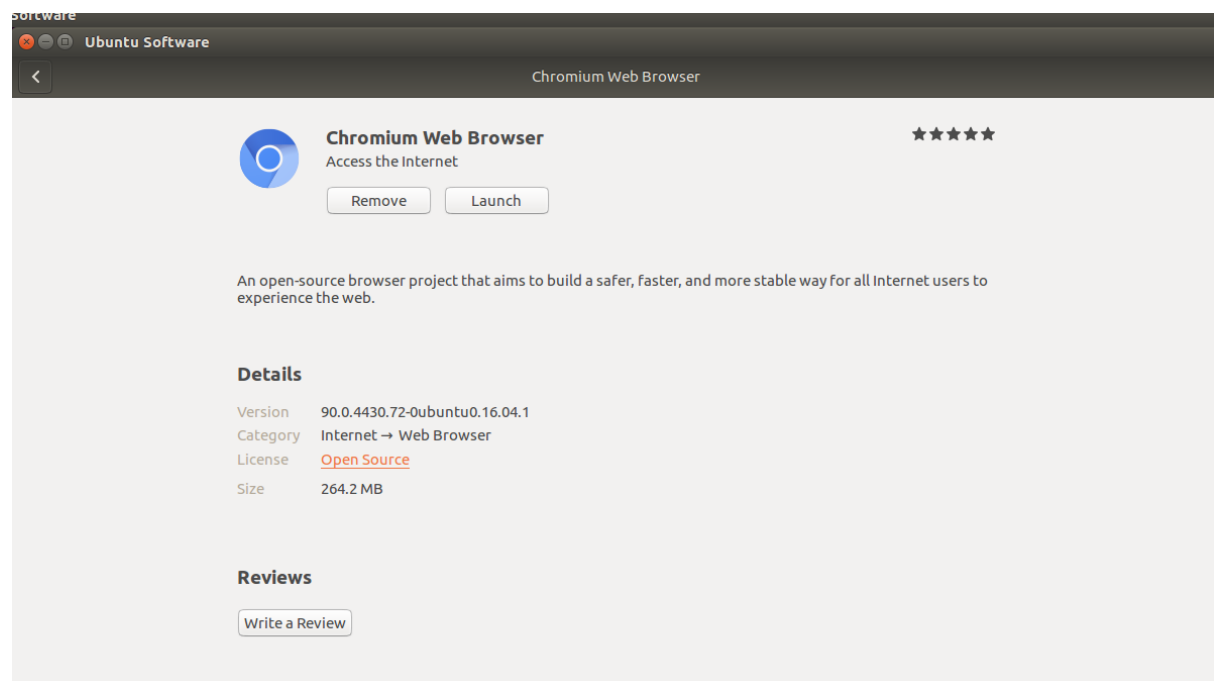 Software
Ubuntu Software
Chromium Web Browser
Chromium Web Browser
Access the Internet
Remove
Launch
An open-source browser project that aims to build a safer, faster, and more stable way for all Internet users to
experience the web.
Details
Version 90.0.4430.72-0ubuntu0.16.04.1
Category Internet → Web Browser
License Open Source
Size 264.2 MB
Reviews
Write a Review